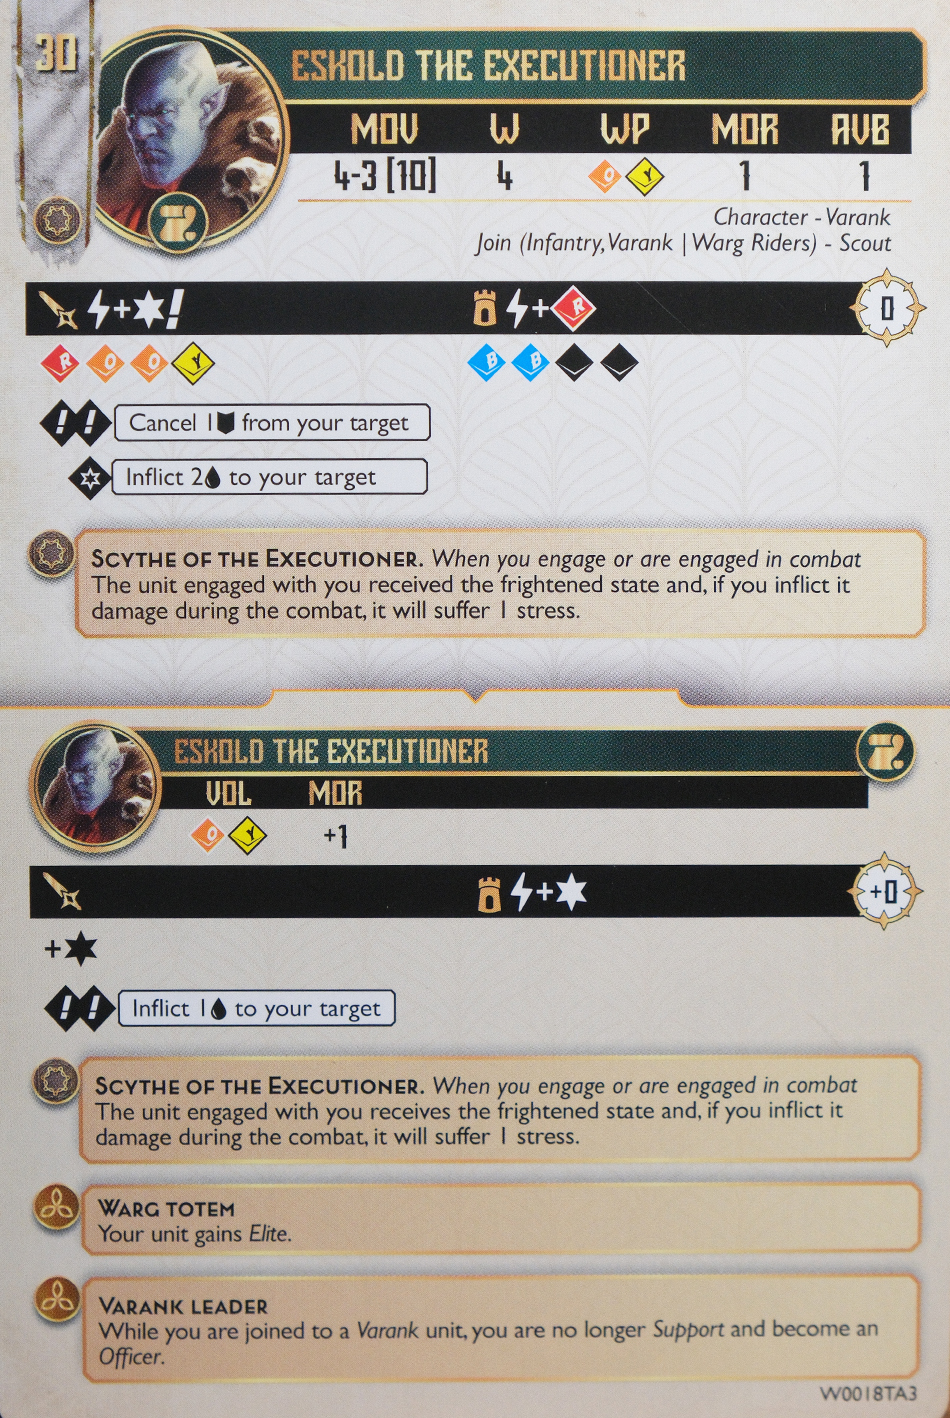 30
ESKOLD THE EXECUTIONER
MOV W WP MOR AVB
4-3 [10] 4 O Y 1 1
Character - Varank
Join (Infantry, Varank | Warg Riders) - Scout
+ ! + R 0
R O O Y B B
! ! Cancel 1 from your target
Inflict 2 to your target
SCYTHE OF THE EXECUTIONER. When you engage or are engaged in combat
The unit engaged with you received the frightened state and, if you inflict it
damage during the combat, it will suffer 1 stress.
ESKOLD THE EXECUTIONER
VOL MOR
O Y +1
+ +0
+
! ! Inflict 1 to your target
SCYTHE OF THE EXECUTIONER. When you engage or are engaged in combat
The unit engaged with you receives the frightened state and, if you inflict it
damage during the combat, it will suffer 1 stress.
WARG TOTEM
Your unit gains Elite.
VARANK LEADER
While you are joined to a Varank unit, you are no longer Support and become an
Officer.
W0018TA3